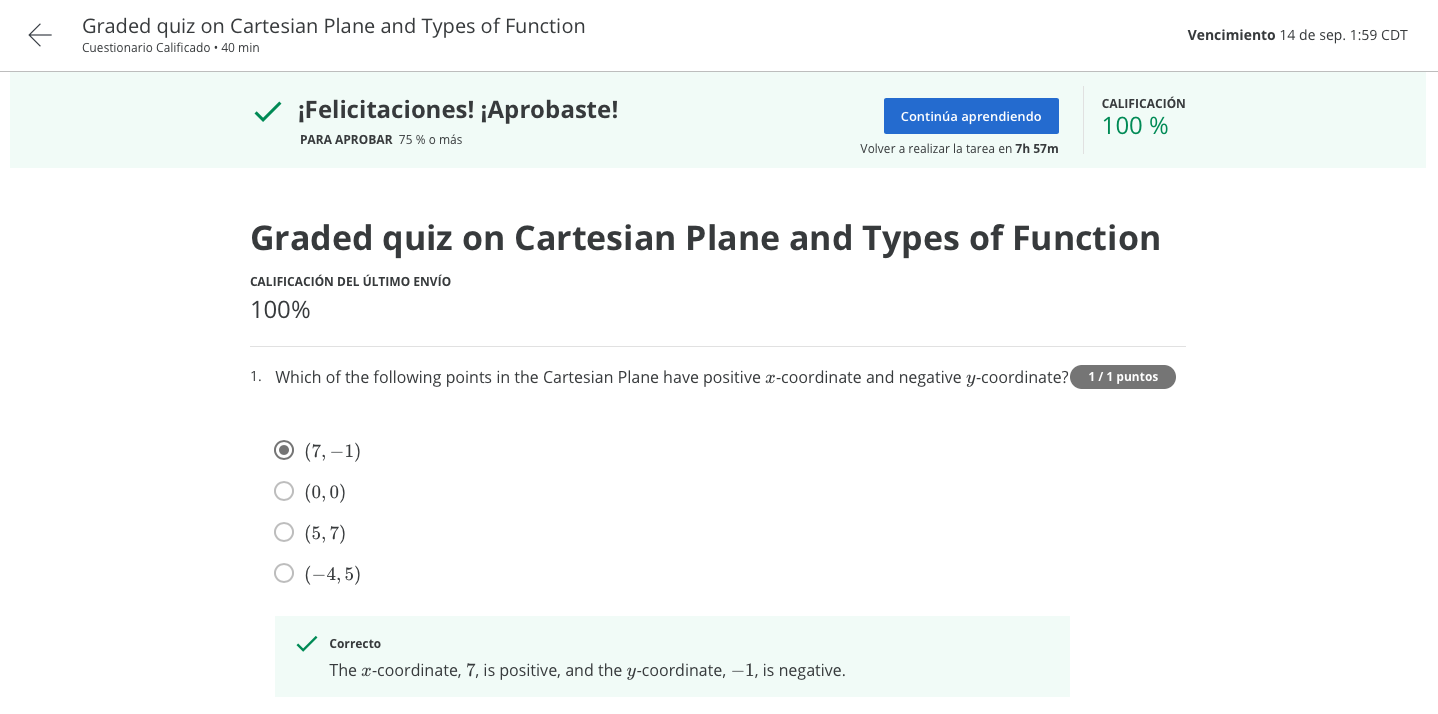 Graded quiz on Cartesian Plane and Types of Function
Cuestionario Calificado • 40 min
Vencimiento 14 de sep. 1:59 CDT
¡Felicitaciones! ¡Aprobaste!
PARA APROBAR 75 % o más
Continúa aprendiendo
Volver a realizar la tarea en 7h 57m
CALIFICACIÓN
100 %
Graded quiz on Cartesian Plane and Types of Function
CALIFICACIÓN DEL ÚLTIMO ENVÍO
100%
1. Which of the following points in the Cartesian Plane have positive x-coordinate and negative y-coordinate? 1 / 1 puntos
(7, −1)
(0, 0)
(5, 7)
(−4, 5)
Correcto
The x-coordinate, 7, is positive, and the y-coordinate, −1, is negative.